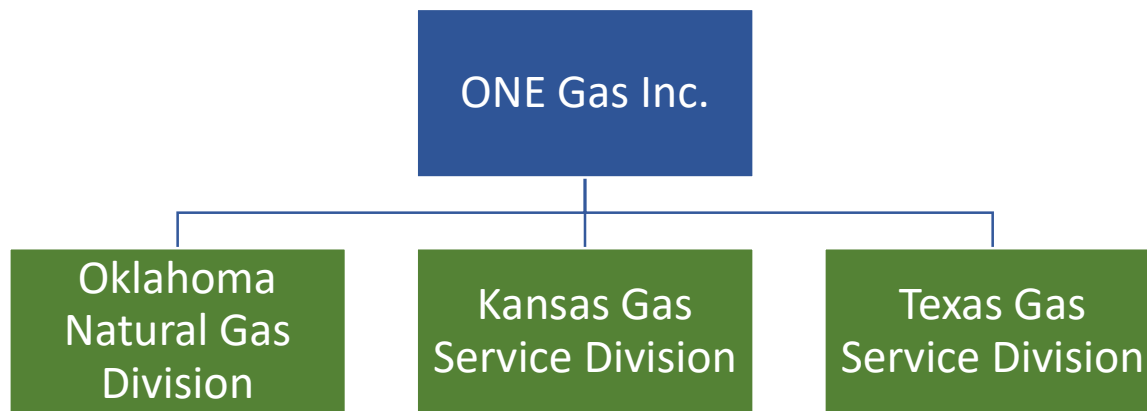 ONE Gas Inc.
Oklahoma
Natural Gas
Division
Kansas Gas
Service Division
Texas Gas
Service Division